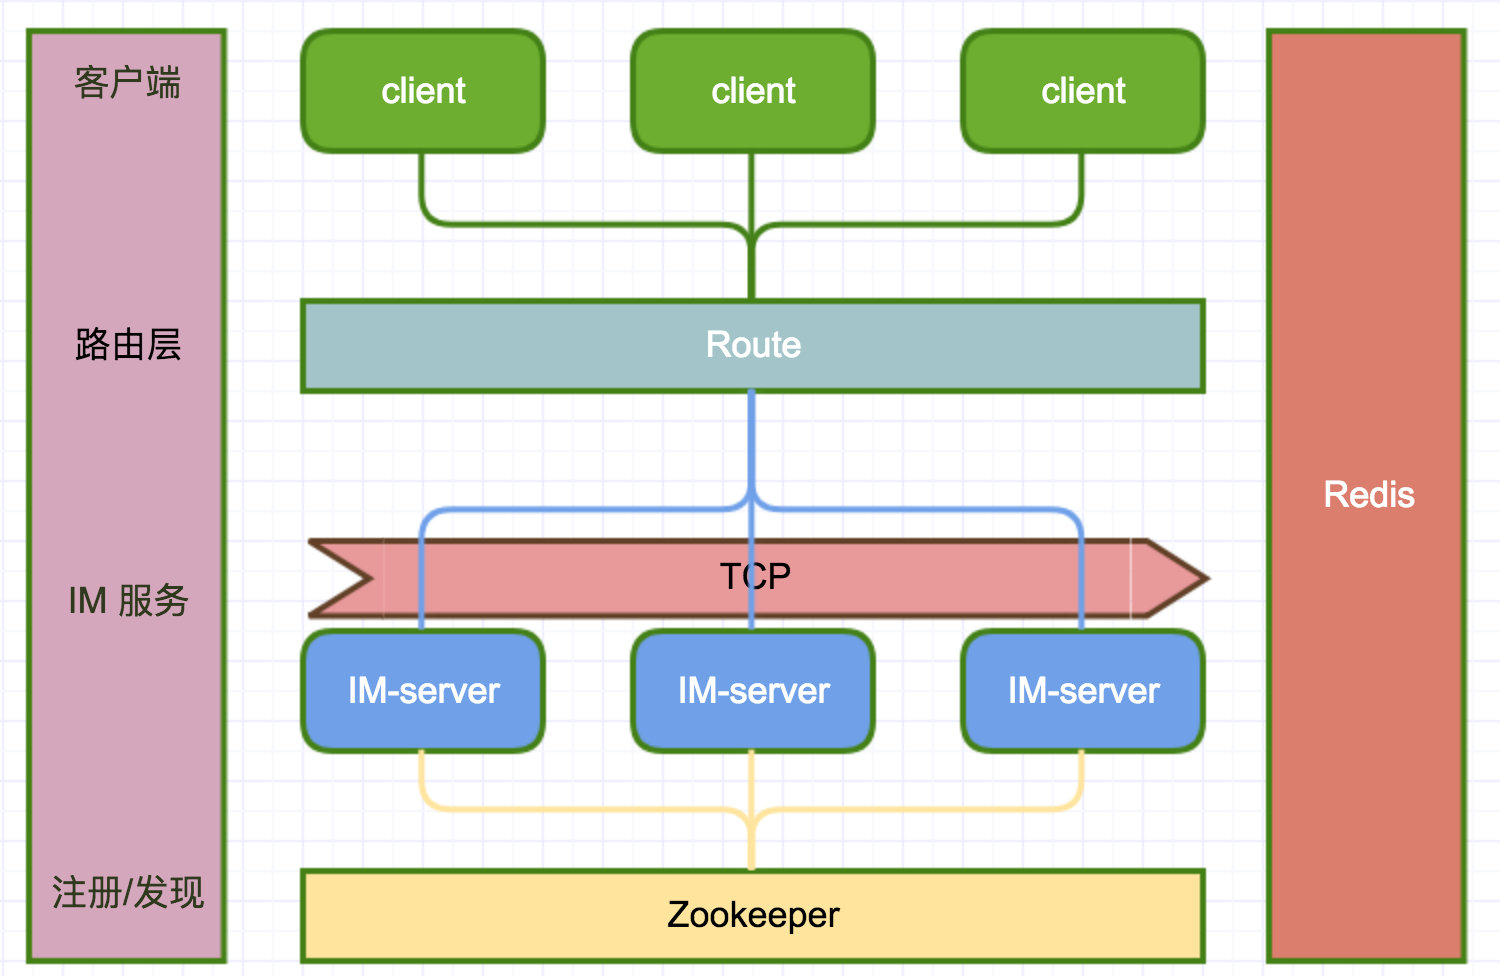 客户端
client
client
client
路由层
Route
Redis
TCP
IM 服务
IM-server
IM-server
IM-server
注册/发现
Zookeeper